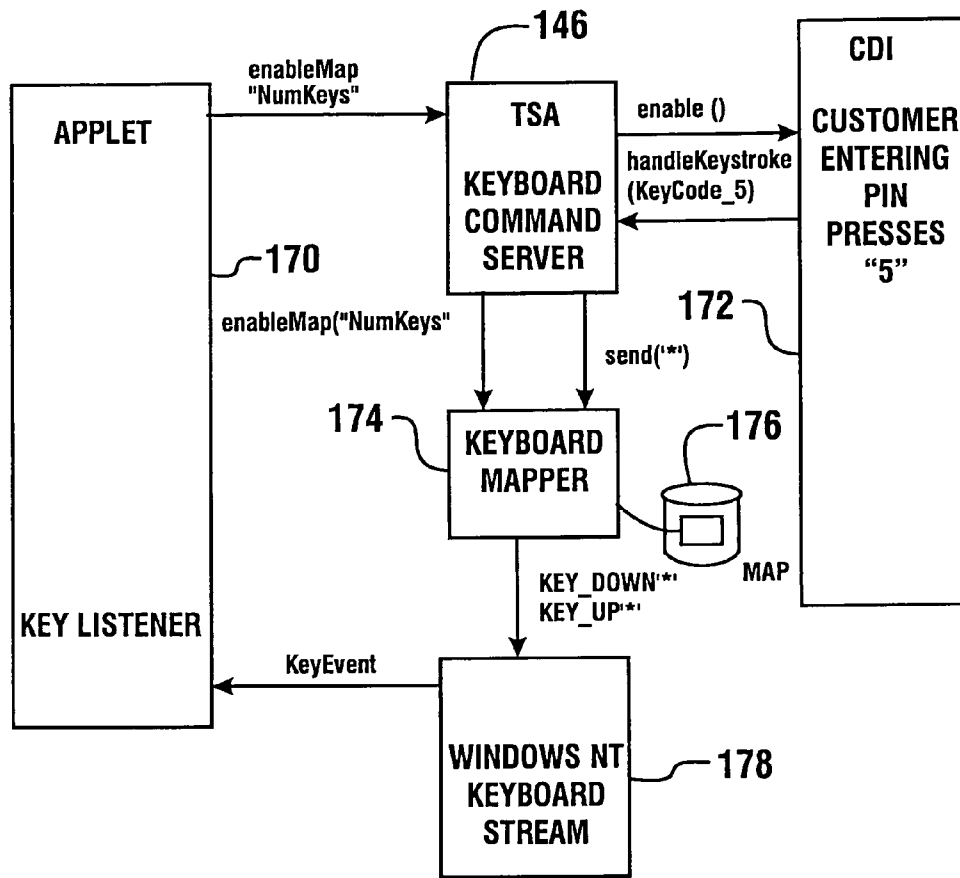 146
enableMap
"NumKeys"
APPLET
TSA
KEYBOARD
COMMAND
SERVER
enable ()
handleKeystroke
(KeyCode_5)
CDI
CUSTOMER
ENTERING
PIN
PRESSES
“5”
170
172
enableMap("NumKeys"
send('*')
174
KEYBOARD
MAPPER
176
MAP
KEY_DOWN'*'
KEY_UP'*'
KEY LISTENER
KeyEvent
WINDOWS NT
KEYBOARD
STREAM
178